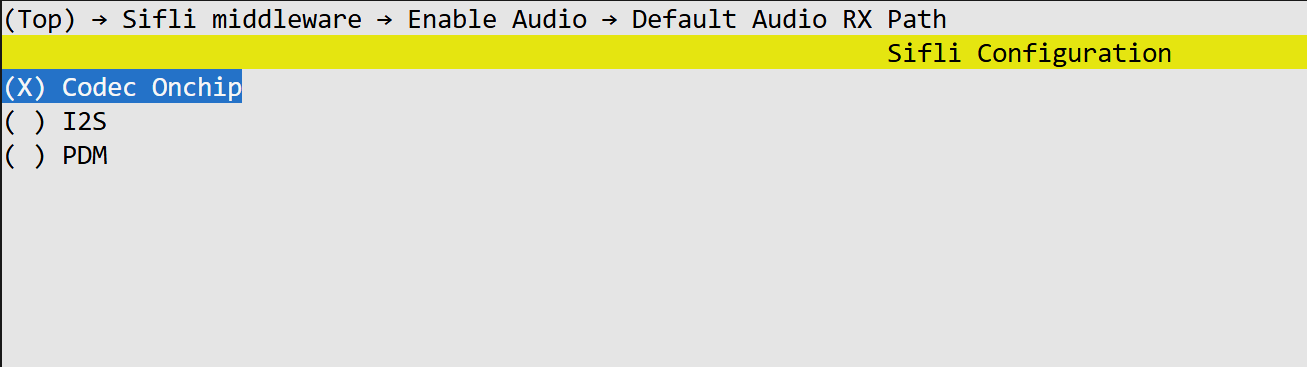 (Top) → Sifli middleware → Enable Audio → Default Audio RX Path
Sifli Configuration
(X) Codec Onchip
( ) I2S
( ) PDM